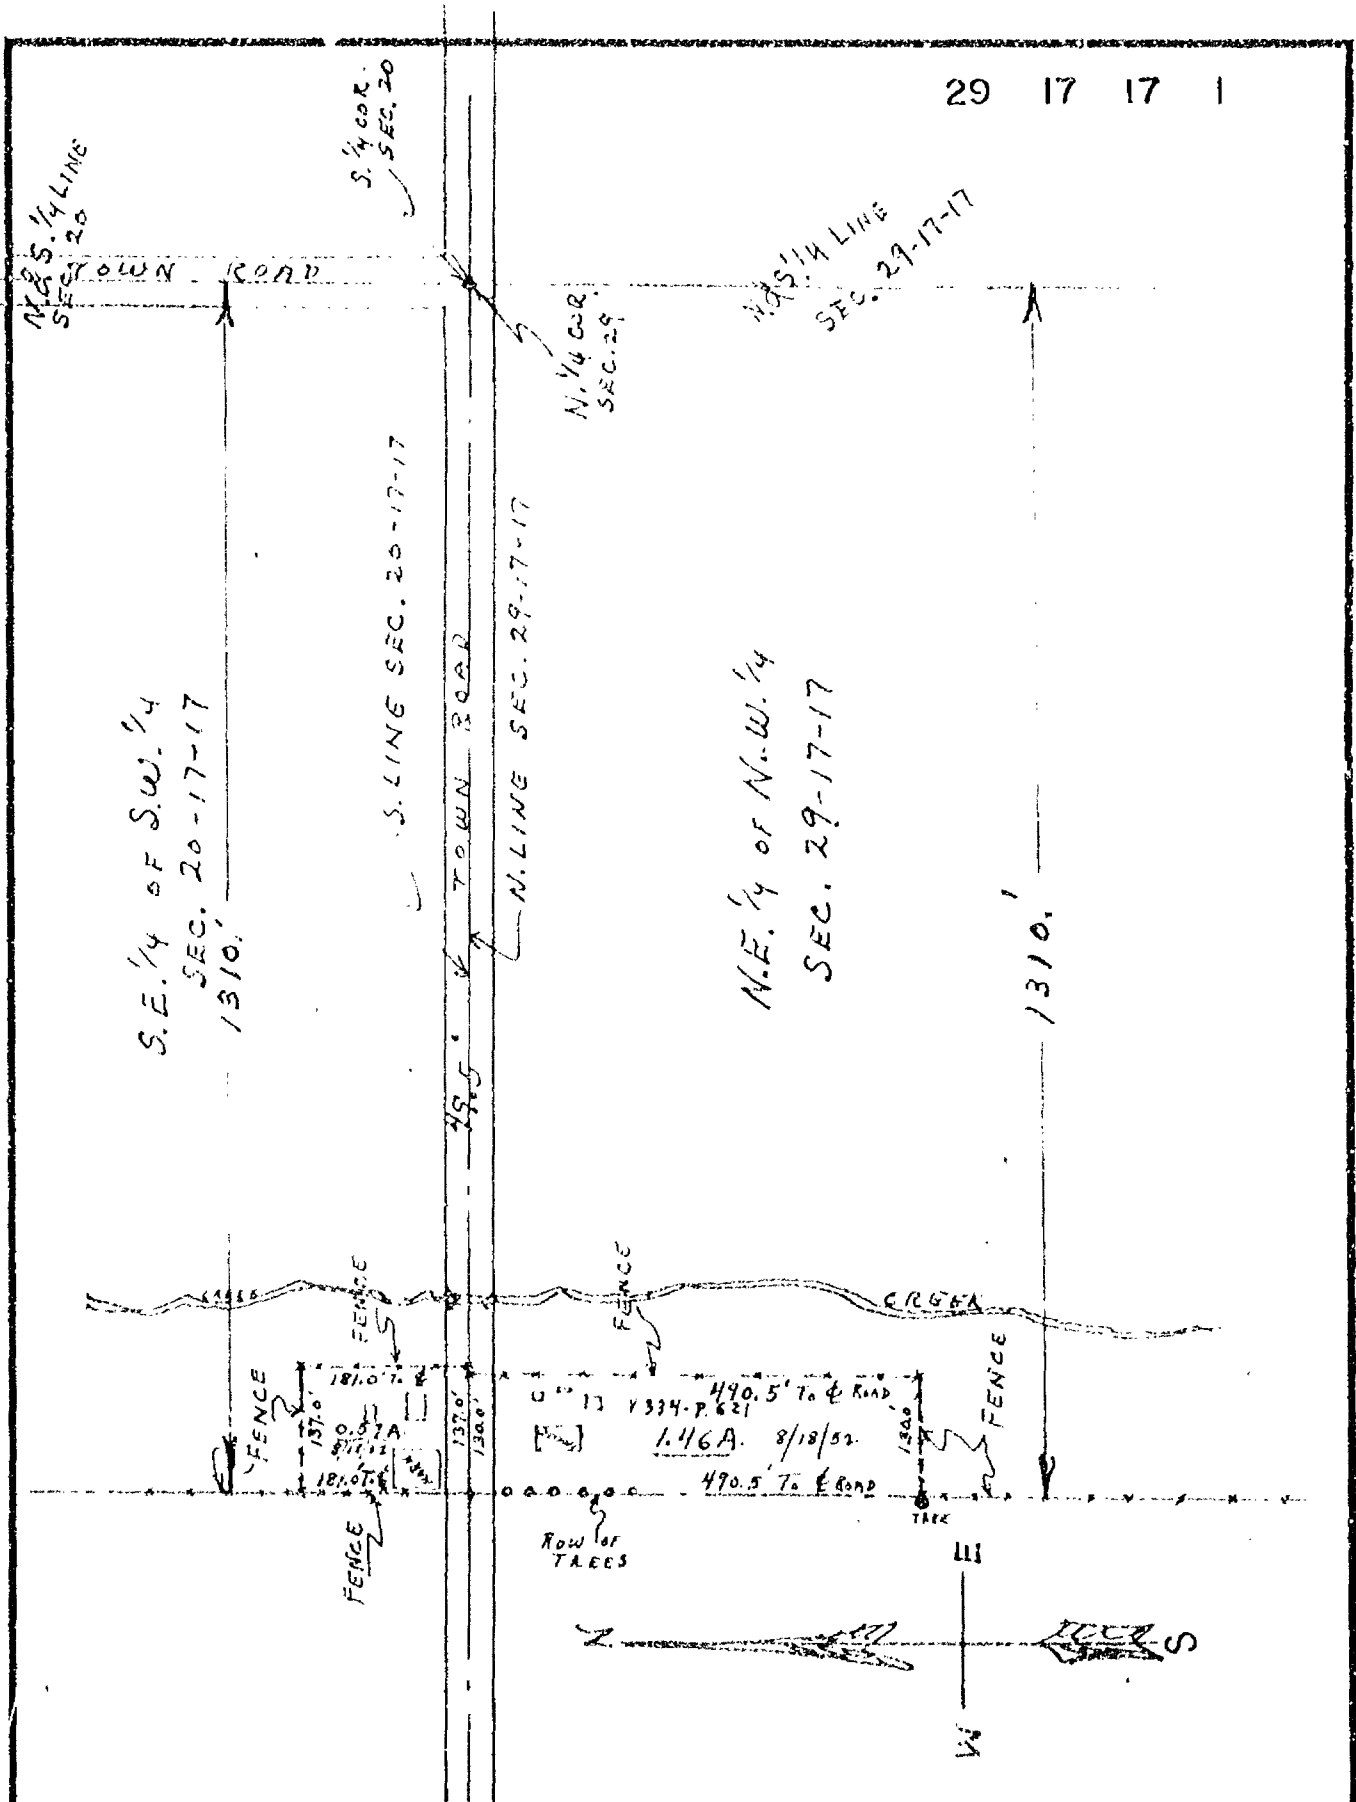 29 17 17 1
S. 1/4 COR.
SEC. 20
N.&S. 1/4 LINE
SEC. 20
TOWN ROAD
N.&S. 1/4 LINE
SEC. 29-17-17
N. 1/4 COR.
SEC. 29
S. LINE SEC. 20-17-17
TOWN ROAD
N. LINE SEC. 29-17-17
S.E. 1/4 OF S.W. 1/4
SEC. 20-17-17
1310.'
N.E. 1/4 OF N.W. 1/4
SEC. 29-17-17
1310.'
49.5'
CREEK
CREEK
FENCE
FENCE
FENCE
FENCE
FENCE
181.0' To ℄
137.0'
181.0' To ℄
137.0'
130.0'
BARN
490.5' To ℄ ROAD
V 334-P. 621
1.46 A. 8/18/52
490.5' To ℄ ROAD
130.0'
TREE
ROW OF
TREES
N
E
W
S